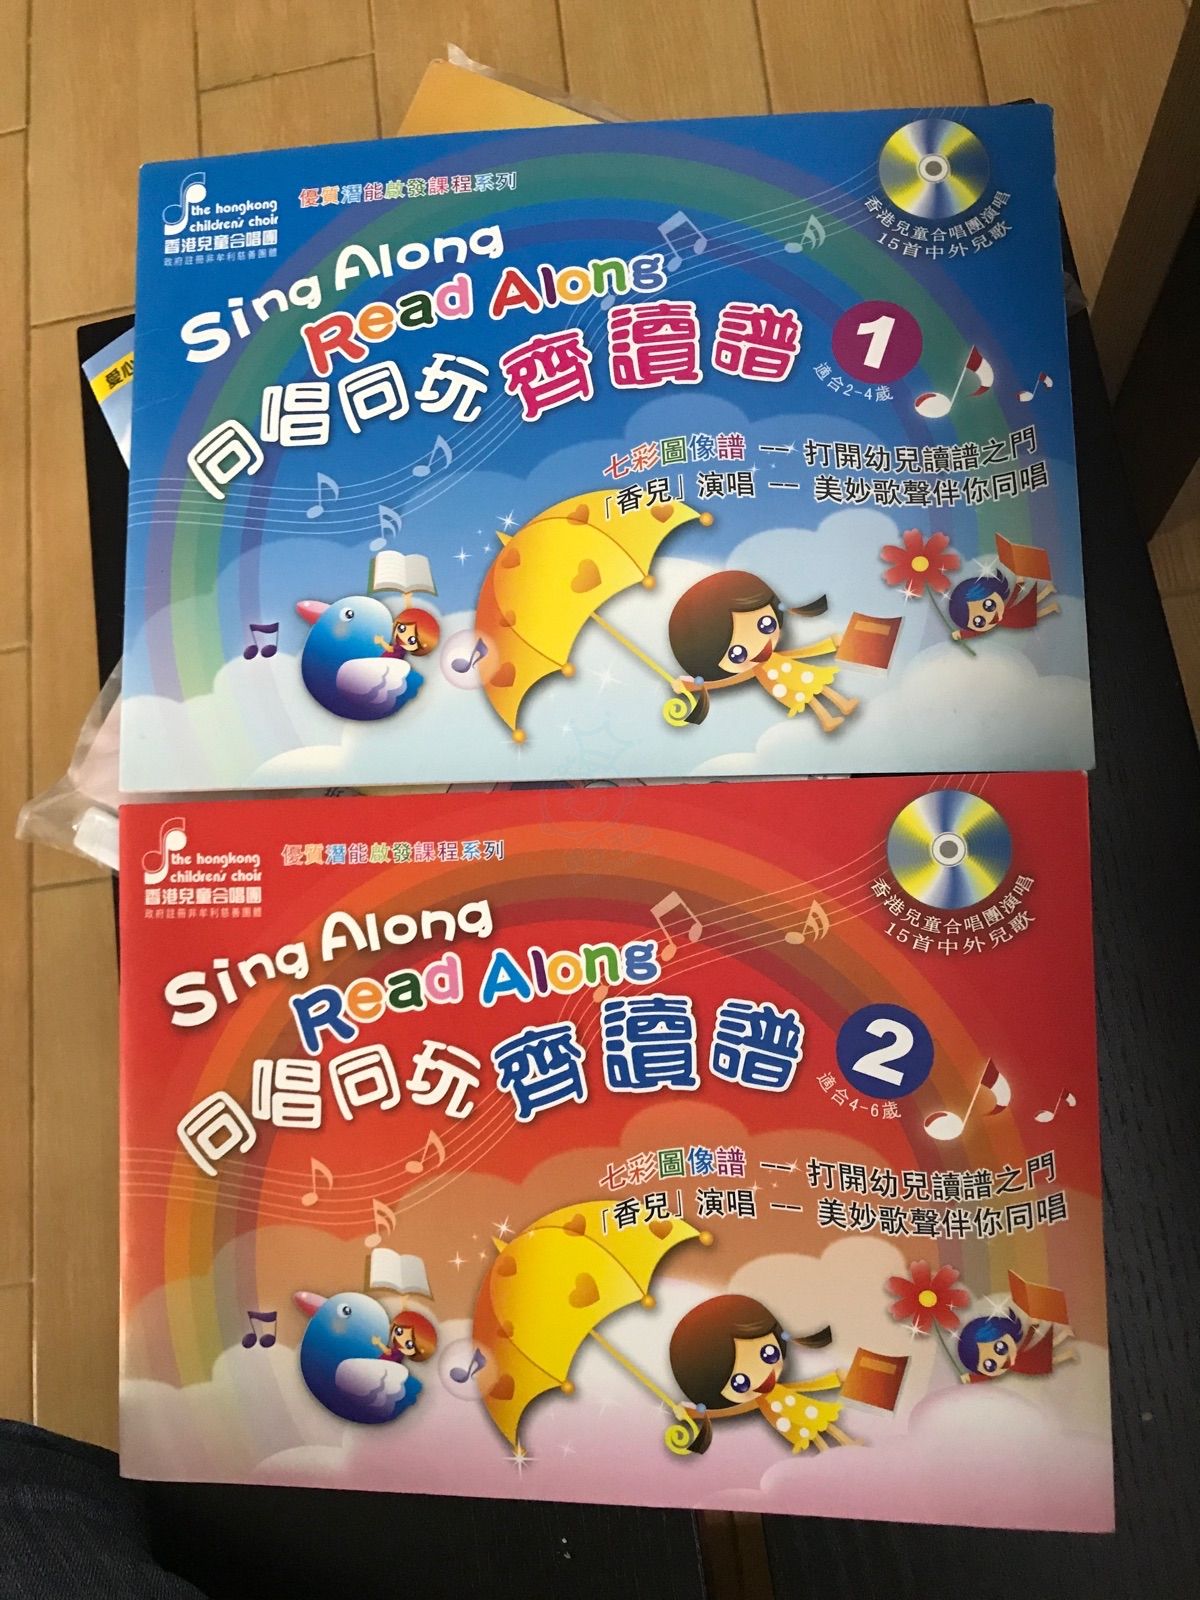 the hongkong
children's choir
香港兒童合唱團
政府註冊非牟利慈善團體
優質潛能啟發課程系列
香港兒童合唱團演唱
15首中外兒歌
Sing Along
Read Along
同唱同玩 齊讀譜 1
適合2-4歲
七彩圖像譜 -- 打開幼兒讀譜之門
「香兒」演唱 -- 美妙歌聲伴你同唱
愛心
the hongkong
children's choir
香港兒童合唱團
政府註冊非牟利慈善團體
優質潛能啟發課程系列
香港兒童合唱團演唱
15首中外兒歌
Sing Along
Read Along
同唱同玩 齊讀譜 2
適合4-6歲
七彩圖像譜 -- 打開幼兒讀譜之門
「香兒」演唱 -- 美妙歌聲伴你同唱